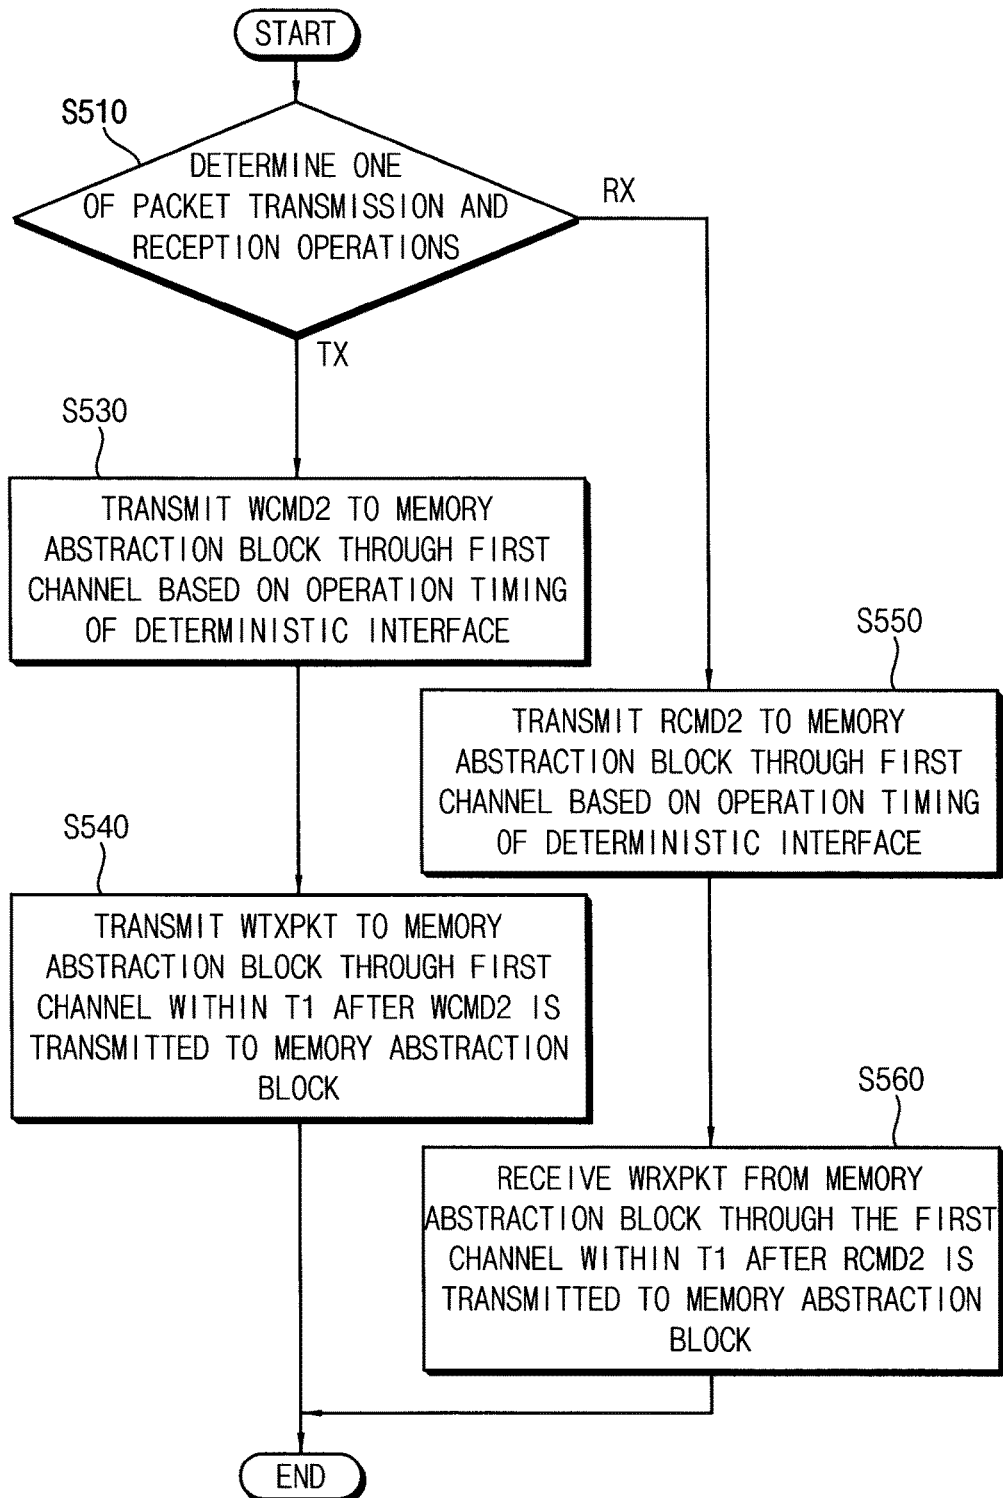 START
S510
DETERMINE ONE
OF PACKET TRANSMISSION AND
RECEPTION OPERATIONS
RX
TX
S530
TRANSMIT WCMD2 TO MEMORY
ABSTRACTION BLOCK THROUGH FIRST
CHANNEL BASED ON OPERATION TIMING
OF DETERMINISTIC INTERFACE
S550
TRANSMIT RCMD2 TO MEMORY
ABSTRACTION BLOCK THROUGH FIRST
CHANNEL BASED ON OPERATION TIMING
OF DETERMINISTIC INTERFACE
S540
TRANSMIT WTXPKT TO MEMORY
ABSTRACTION BLOCK THROUGH FIRST
CHANNEL WITHIN T1 AFTER WCMD2 IS
TRANSMITTED TO MEMORY ABSTRACTION
BLOCK
S560
RECEIVE WRXPKT FROM MEMORY
ABSTRACTION BLOCK THROUGH THE FIRST
CHANNEL WITHIN T1 AFTER RCMD2 IS
TRANSMITTED TO MEMORY ABSTRACTION
BLOCK
END